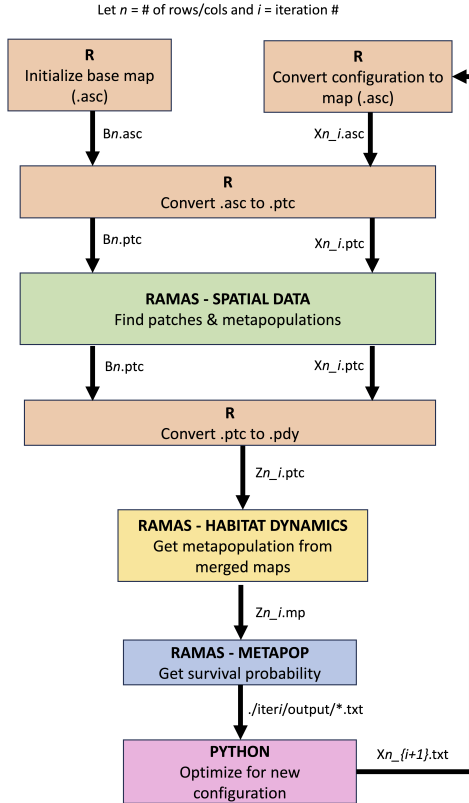 Let n = # of rows/cols and i = iteration #
R
Initialize base map
(.asc)
R
Convert configuration to
map (.asc)
Bn.asc
Xn_i.asc
R
Convert .asc to .ptc
Bn.ptc
Xn_i.ptc
RAMAS - SPATIAL DATA
Find patches & metapopulations
Bn.ptc
Xn_i.ptc
R
Convert .ptc to .pdy
Zn_i.ptc
RAMAS - HABITAT DYNAMICS
Get metapopulation from
merged maps
Zn_i.mp
RAMAS - METAPOP
Get survival probability
./iteri/output/*.txt
PYTHON
Optimize for new
configuration
Xn_{i+1}.txt